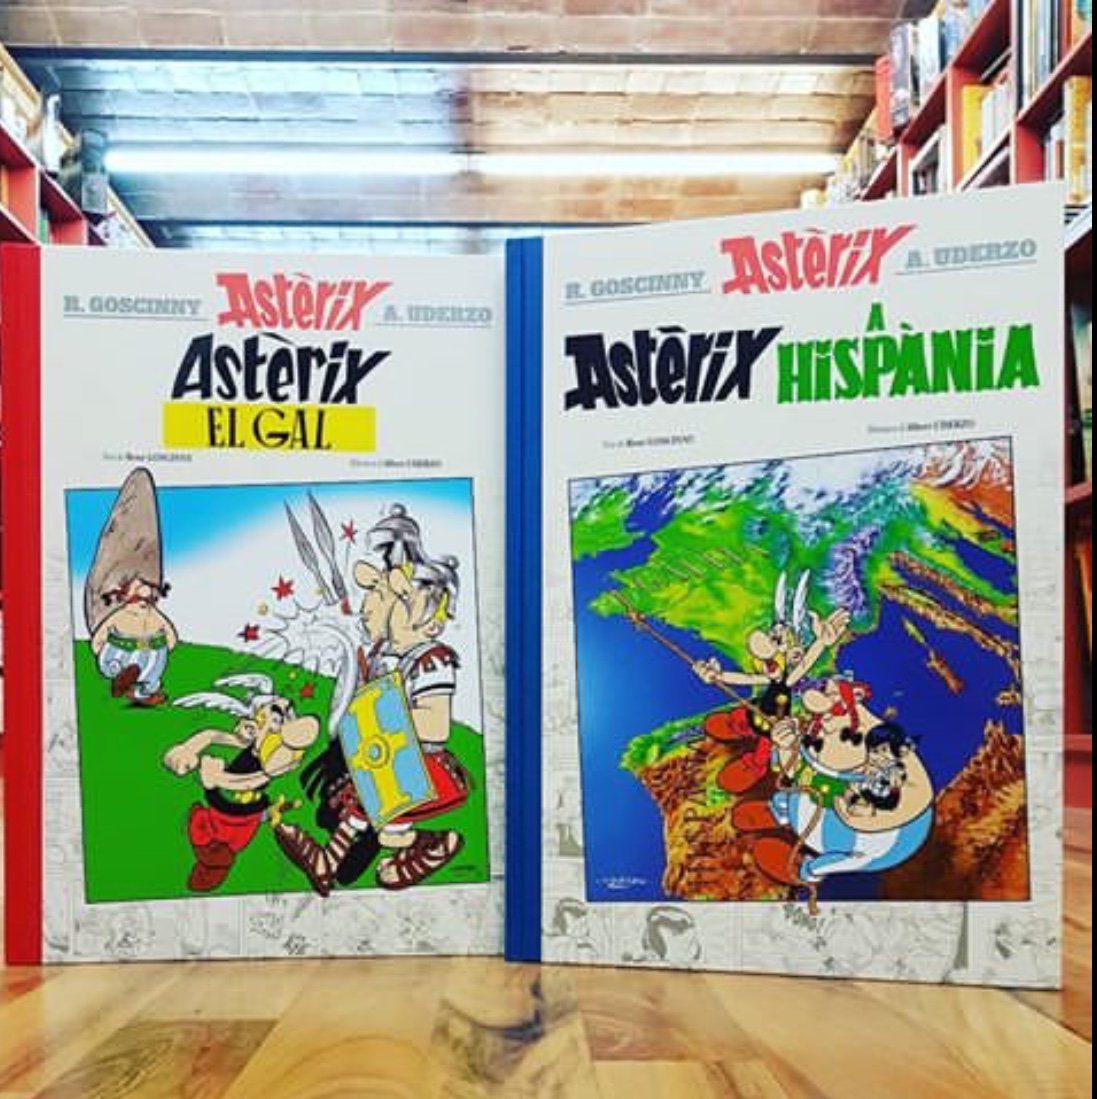 R. GOSCINNY Astèrix A. UDERZO
Astèrix
EL GAL
R. GOSCINNY Astèrix A. UDERZO
Astèrix A HISPÀNIA